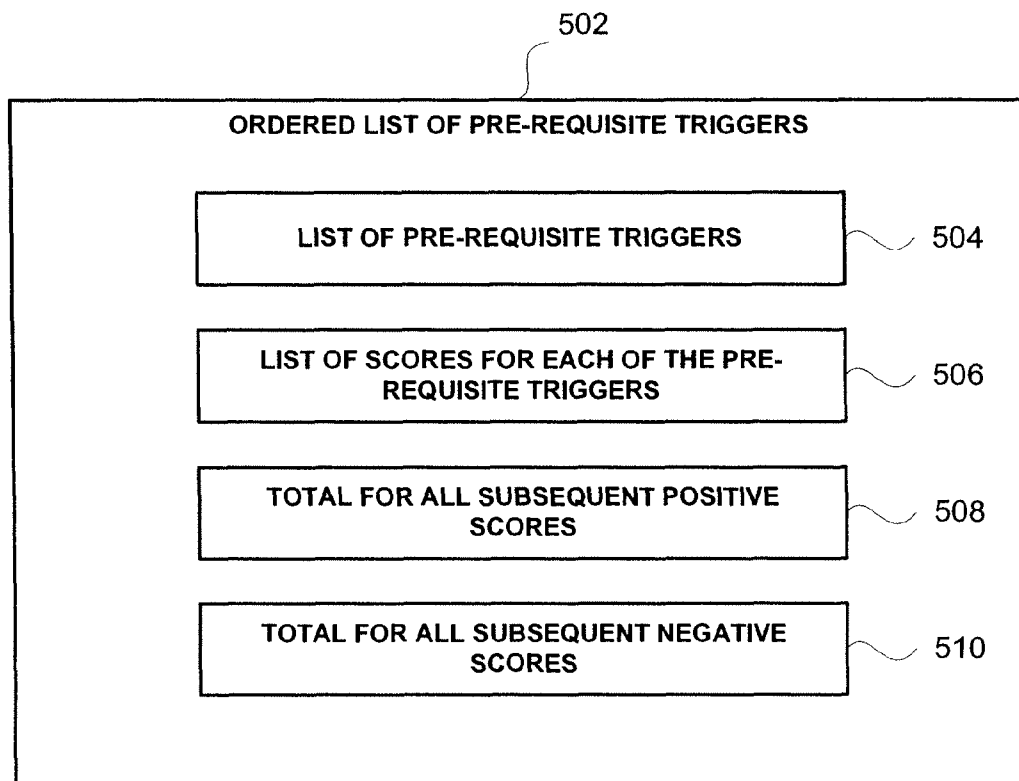 502
ORDERED LIST OF PRE-REQUISITE TRIGGERS
LIST OF PRE-REQUISITE TRIGGERS
504
LIST OF SCORES FOR EACH OF THE PRE-
REQUISITE TRIGGERS
506
TOTAL FOR ALL SUBSEQUENT POSITIVE
SCORES
508
TOTAL FOR ALL SUBSEQUENT NEGATIVE
SCORES
510